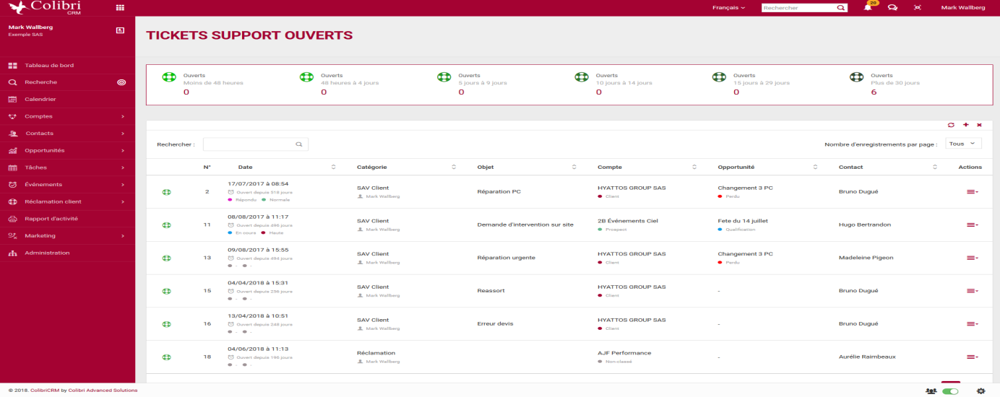 Colibri
CRM
Français
Rechercher
20
Mark Wallberg
Mark Wallberg
Exemple SAS
TICKETS SUPPORT OUVERTS
Tableau de bord
Recherche
Calendrier
Comptes
Contacts
Opportunités
Tâches
Événements
Réclamation client
Rapport d'activité
Marketing
Administration
Ouverts
Moins de 48 heures
0
Ouverts
48 heures à 4 jours
0
Ouverts
5 jours à 9 jours
0
Ouverts
10 jours à 14 jours
0
Ouverts
15 jours à 29 jours
0
Ouverts
Plus de 30 jours
6
Rechercher :
Nombre d'enregistrements par page : Tous
N° Date Catégorie Objet Compte Opportunité Contact Actions
2 17/07/2017 à 08:54 SAV Client Réparation PC HYATTOS GROUP SAS Changement 3 PC Bruno Dugué
Ouvert depuis 518 jours Mark Wallberg Client Perdu
Répondu Normale
11 08/08/2017 à 11:17 SAV Client Demande d'intervention sur site 2B Événements Ciel Fete du 14 juillet Hugo Bertrandon
Ouvert depuis 496 jours Mark Wallberg Prospect Qualification
En cours Haute
13 09/08/2017 à 15:55 SAV Client Réparation urgente HYATTOS GROUP SAS Changement 3 PC Madeleine Pigeon
Ouvert depuis 494 jours Mark Wallberg Client Perdu
- -
15 04/04/2018 à 15:31 SAV Client Reassort HYATTOS GROUP SAS - Bruno Dugué
Ouvert depuis 256 jours Mark Wallberg Client
- -
16 13/04/2018 à 10:51 SAV Client Erreur devis HYATTOS GROUP SAS - Bruno Dugué
Ouvert depuis 248 jours Mark Wallberg Client
- -
18 04/06/2018 à 11:13 Réclamation AJF Performance - Aurélie Raimbeaux
Ouvert depuis 196 jours Mark Wallberg Non-classé
- -
© 2018. ColibriCRM by Colibri Advanced Solutions